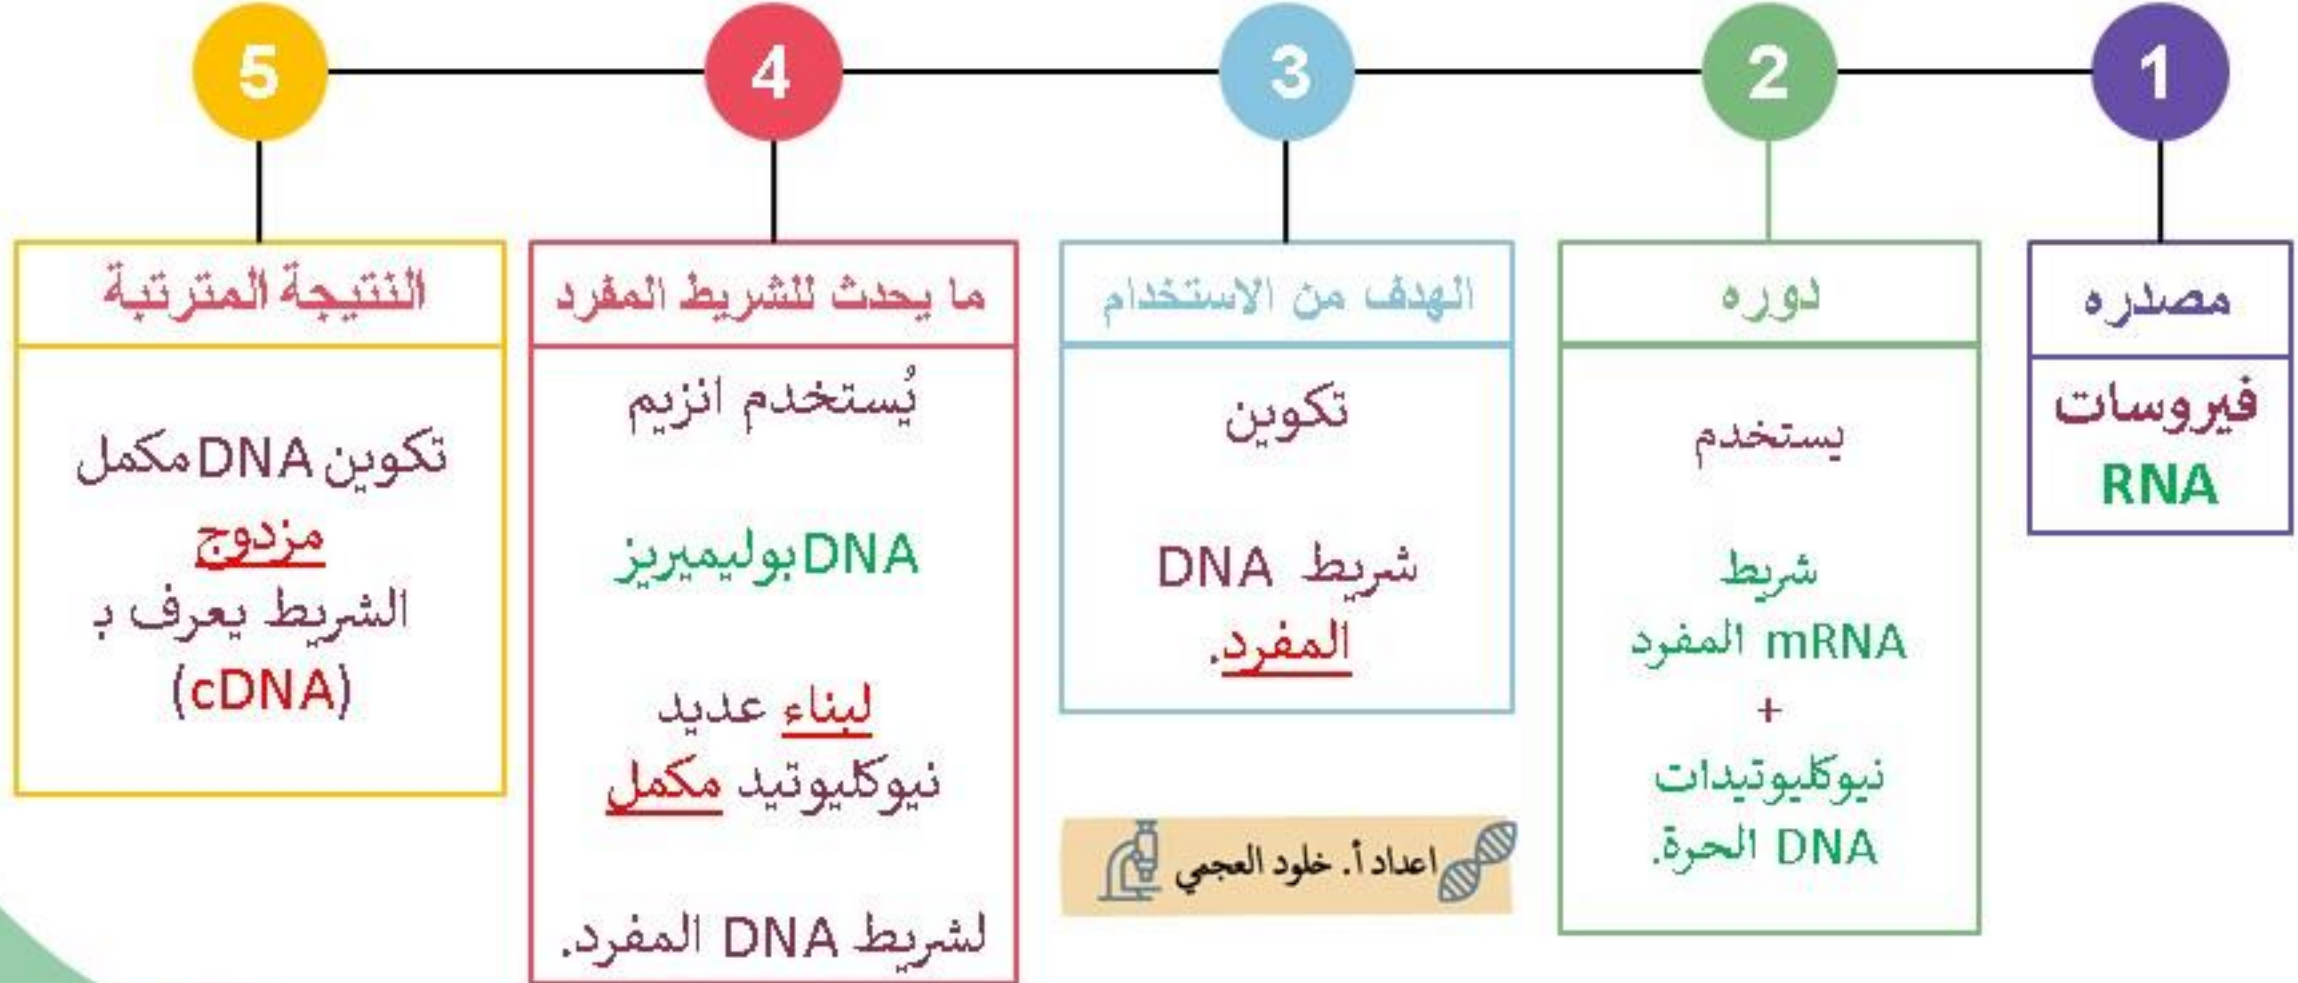 1
مصدره
فيروسات
RNA
2
دوره
يستخدم
شريط
mRNA المفرد
+
نيوكليوتيدات
DNA الحرة.
3
الهدف من الاستخدام
تكوين
شريط DNA
المفرد.
4
ما يحدث للشريط المفرد
يُستخدم انزيم
DNA بوليميريز
لبناء عديد
نيوكليوتيد مكمل
لشريط DNA المفرد.
5
النتيجة المترتبة
تكوين DNA مكمل
مزدوج
الشريط يعرف بـ
(cDNA)
اعداد أ. خلود العجمي